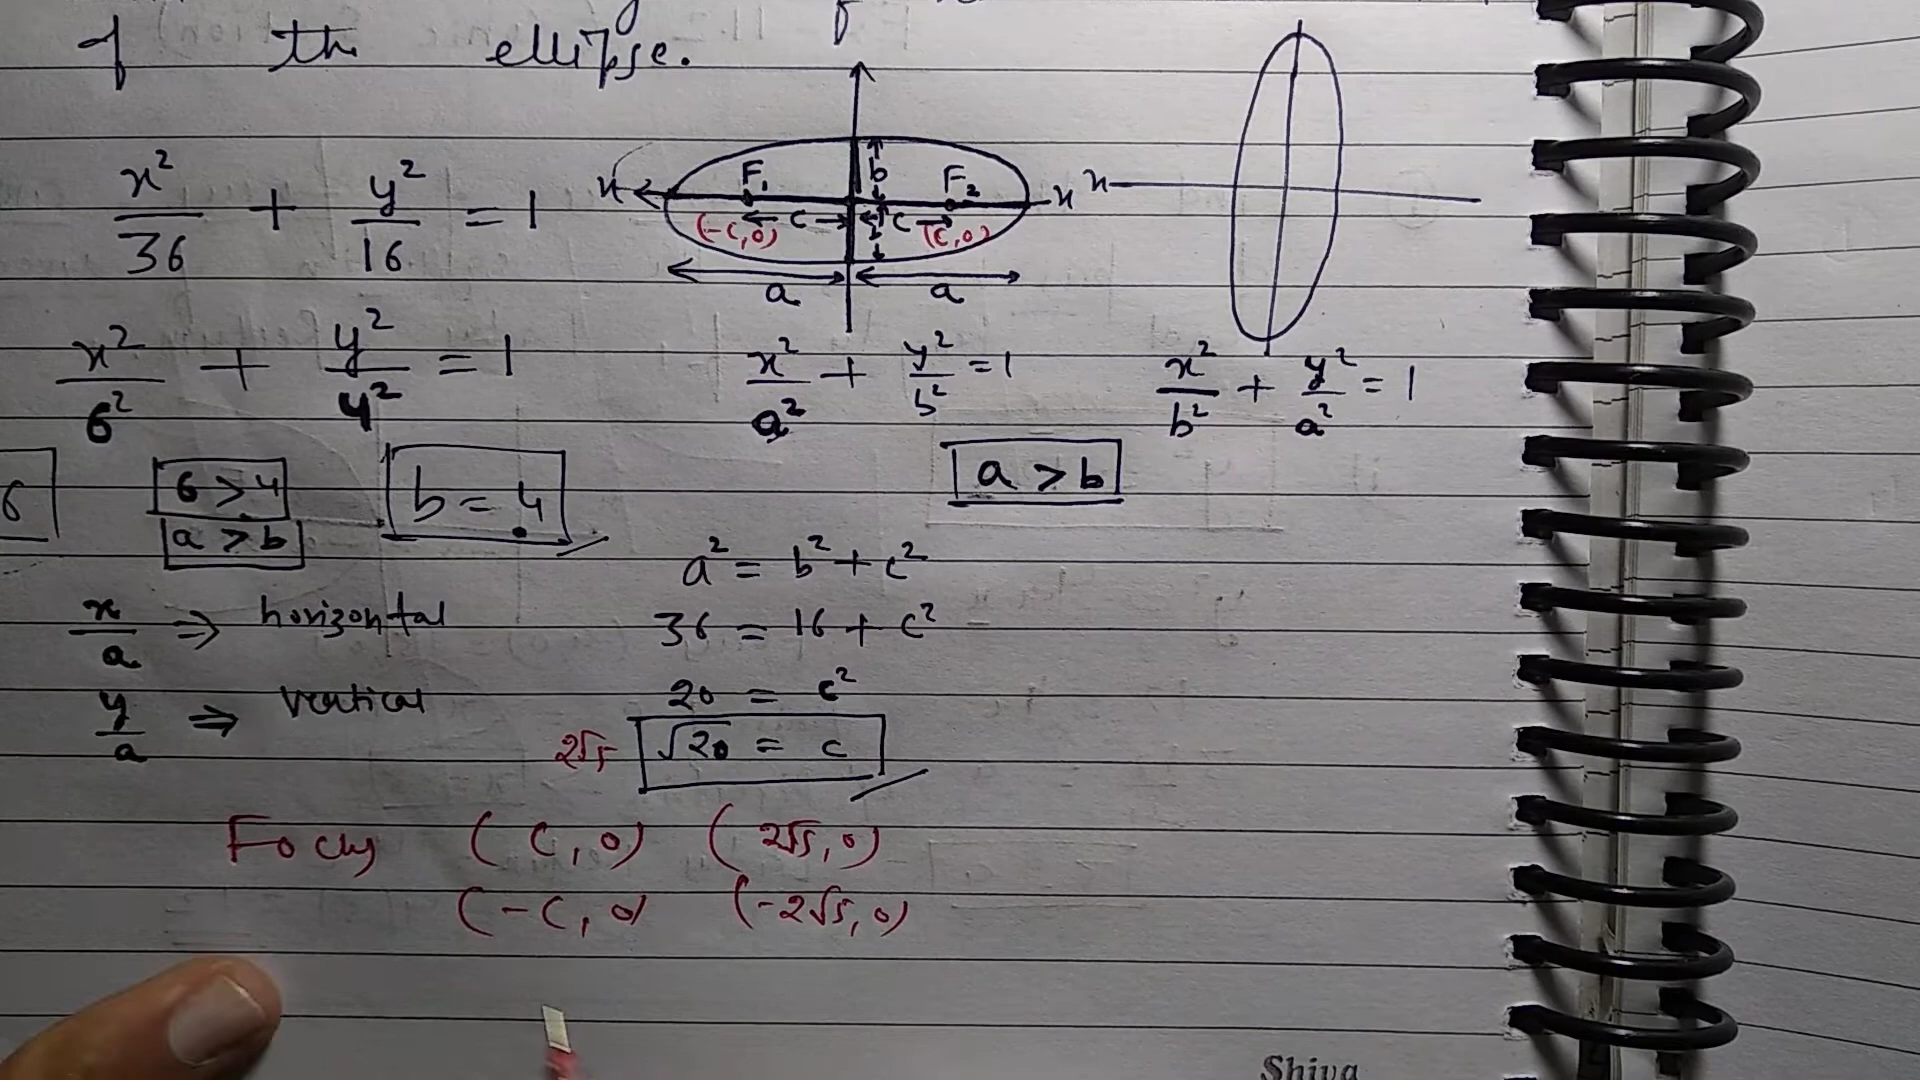 of the ellipse.
x²/36 + y²/16 = 1
F₁ F₂
b
x x x
c c
(-c,0) (c,0)
a a
x²/6² + y²/4² = 1
x²/a² + y²/b² = 1
x²/b² + y²/a² = 1
6
6 > 4
a > b
b = 4
a > b
a² = b² + c²
x/a ⇒ horizontal
36 = 16 + c²
y/a ⇒ vertical
20 = c²
2√5 √20 = c
Focus (c,0) (2√5,0)
(-c,0) (-2√5,0)
Shiva